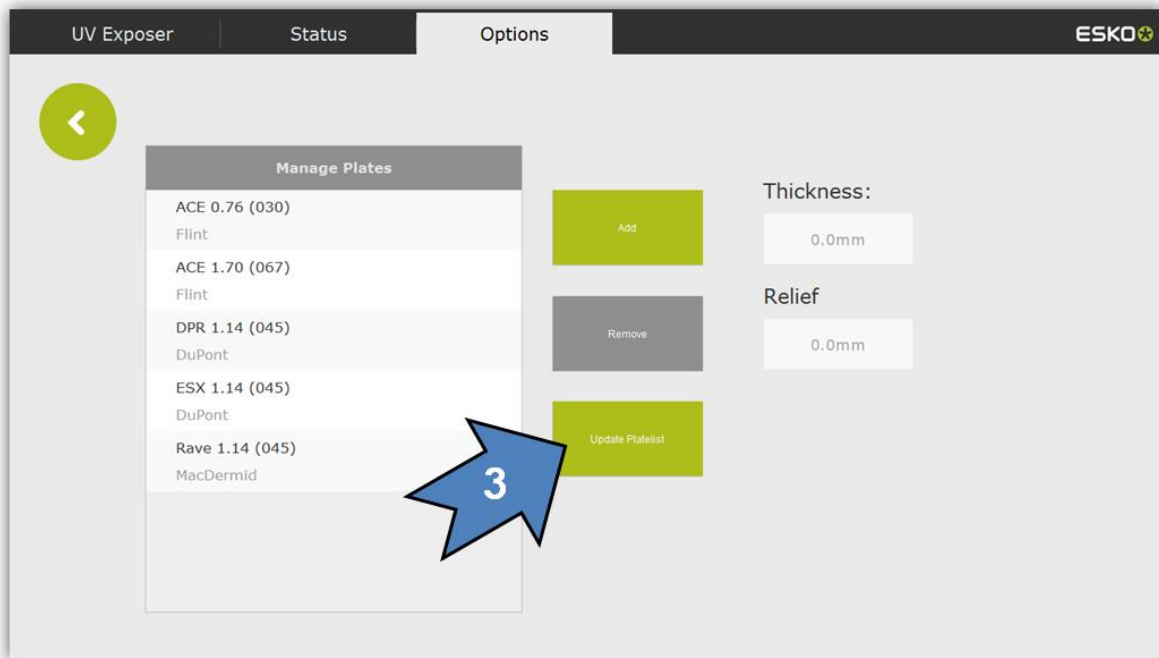 UV Exposer
Status
Options
ESKO
Manage Plates
ACE 0.76 (030)
Flint
ACE 1.70 (067)
Flint
DPR 1.14 (045)
DuPont
ESX 1.14 (045)
DuPont
Rave 1.14 (045)
MacDermid
Add
Remove
Update Platelist
3
Thickness:
0.0mm
Relief
0.0mm